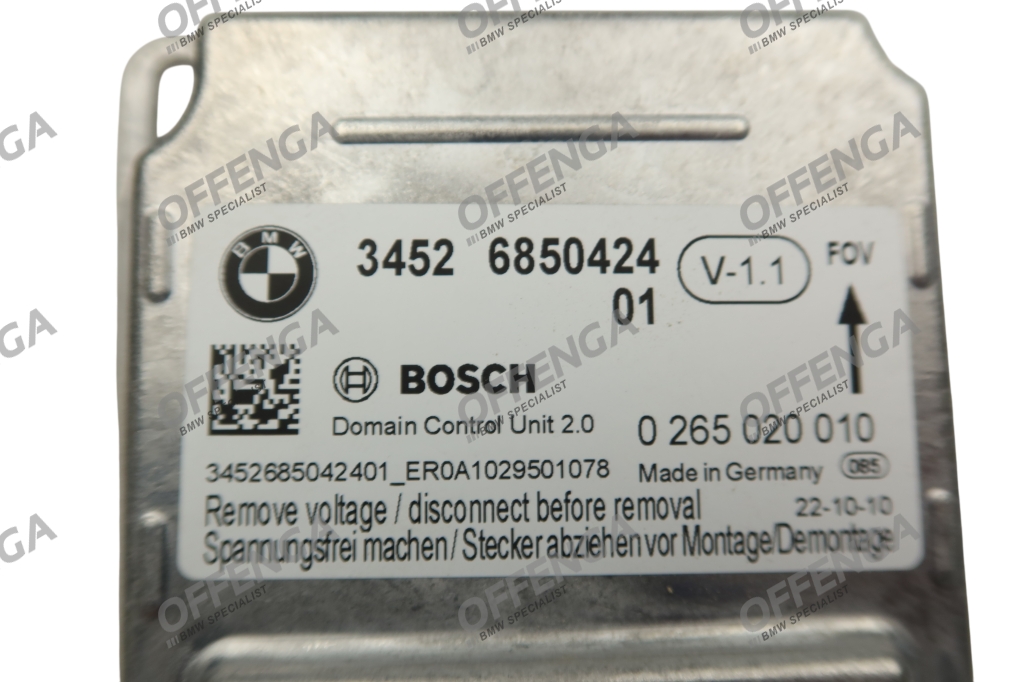 BMW
3452 6850424
01
V-1.1
FOV
BOSCH
Domain Control Unit 2.0
0 265 020 010
3452685042401_ER0A1029501078
Made in Germany
DB5
Remove voltage / disconnect before removal
22-10-10
Spannungsfrei machen / Stecker abziehen vor Montage/Demontage
OFFENGA
BMW SPECIALIST